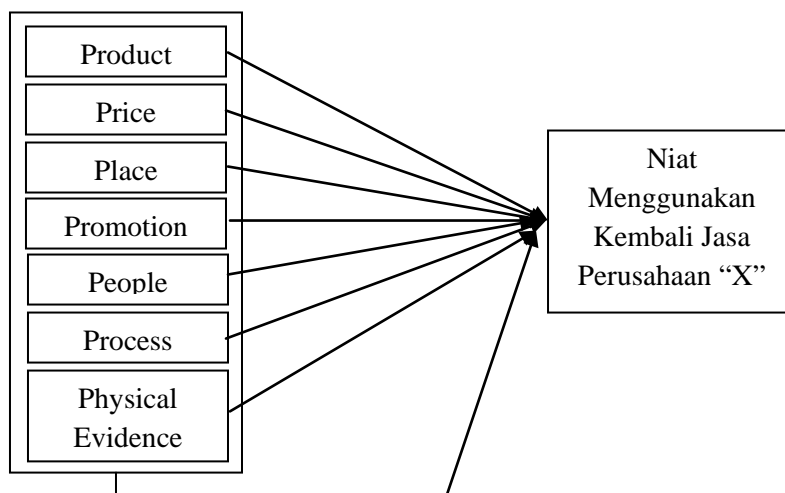 Product
Price
Place
Promotion
People
Process
Physical
Evidence
Niat
Menggunakan
Kembali Jasa
Perusahaan “X”